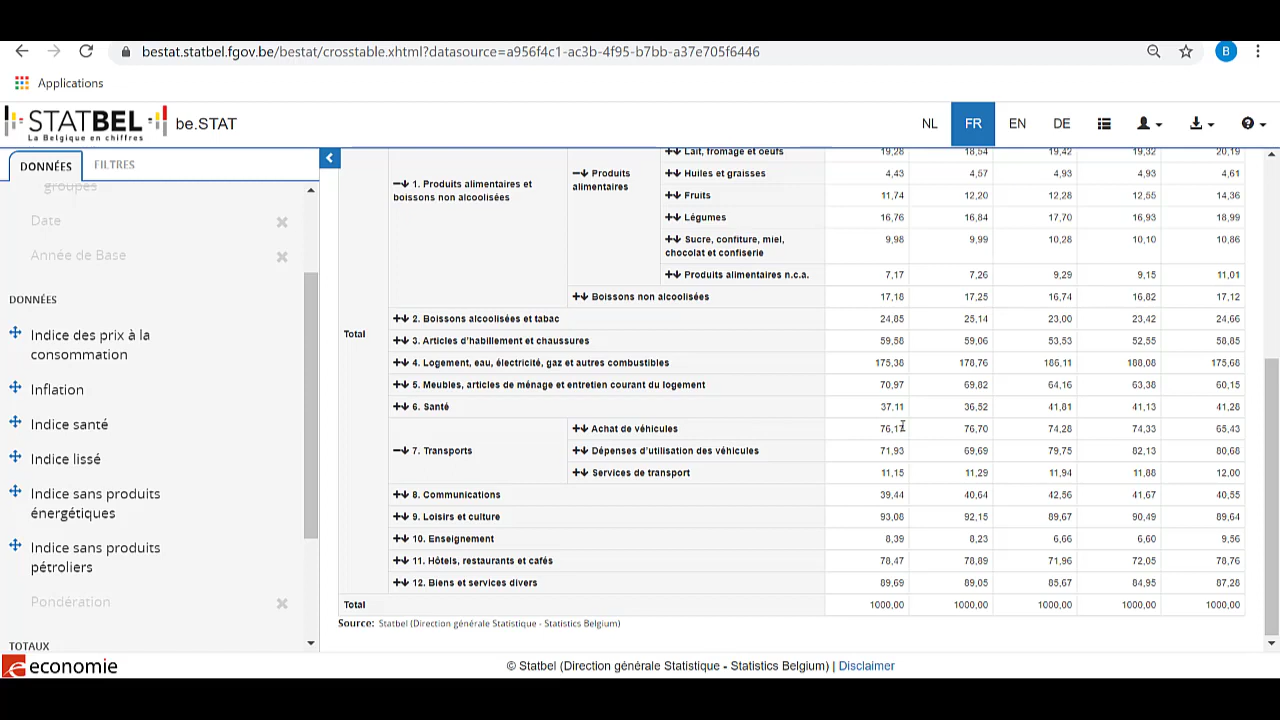 bestat.statbel.fgov.be/bestat/crosstable.xhtml?datasource=a956f4c1-ac3b-4f95-b7bb-a37e705f6446
B
Applications
STATBEL
La Belgique en chiffres
be.STAT
NL FR EN DE
DONNÉES FILTRES
groupés
Date
Année de Base
DONNÉES
Indice des prix à la
consommation
Inflation
Indice santé
Indice lissé
Indice sans produits
énergétiques
Indice sans produits
pétroliers
Pondération
TOTAUX
Lait, fromage et oeufs 19,28 18,54 19,42 19,32 20,19
1. Produits alimentaires et
boissons non alcoolisées
Produits
alimentaires
Huiles et graisses 4,43 4,57 4,93 4,93 4,61
Fruits 11,74 12,20 12,28 12,55 14,36
Légumes 16,76 16,84 17,70 16,93 18,99
Sucre, confiture, miel,
chocolat et confiserie 9,98 9,99 10,28 10,10 10,86
Produits alimentaires n.c.a. 7,17 7,26 9,29 9,15 11,01
Boissons non alcoolisées 17,18 17,25 16,74 16,82 17,12
2. Boissons alcoolisées et tabac 24,85 25,14 23,00 23,42 24,66
Total
3. Articles d'habillement et chaussures 59,58 59,06 53,53 52,55 58,85
4. Logement, eau, électricité, gaz et autres combustibles 175,38 178,76 186,11 188,08 175,68
5. Meubles, articles de ménage et entretien courant du logement 70,97 69,82 64,16 63,38 60,15
6. Santé 37,11 36,52 41,81 41,13 41,28
7. Transports
Achat de véhicules 76,17 76,70 74,28 74,33 65,43
Dépenses d'utilisation des véhicules 71,93 69,69 79,75 82,13 80,68
Services de transport 11,15 11,29 11,94 11,88 12,00
8. Communications 39,44 40,64 42,56 41,67 40,55
9. Loisirs et culture 93,08 92,15 89,67 90,49 89,64
10. Enseignement 8,39 8,23 6,66 6,60 9,56
11. Hôtels, restaurants et cafés 78,47 78,89 71,96 72,05 78,76
12. Biens et services divers 89,69 89,05 85,67 84,95 87,28
Total 1000,00 1000,00 1000,00 1000,00 1000,00
Source: Statbel (Direction générale Statistique - Statistics Belgium)
economie
© Statbel (Direction générale Statistique - Statistics Belgium) | Disclaimer